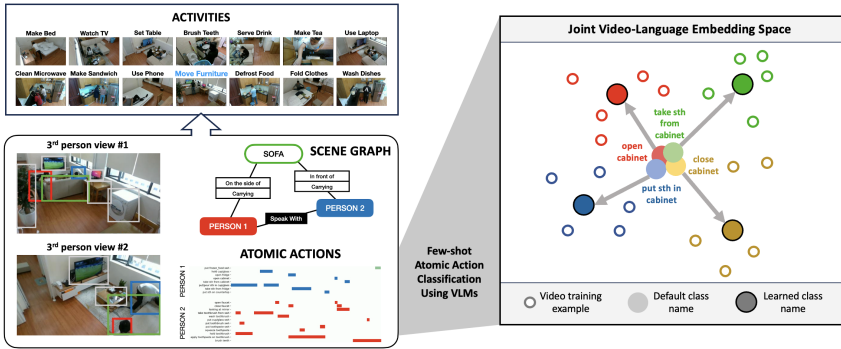 ACTIVITIES
Make Bed
Watch TV
Set Table
Brush Teeth
Serve Drink
Make Tea
Use Laptop
Clean Microwave
Make Sandwich
Use Phone
Move Furniture
Defrost Food
Fold Clothes
Wash Dishes
3rd person view #1
SCENE GRAPH
SOFA
On the side of
Carrying
In front of
Carrying
PERSON 1
Speak With
PERSON 2
3rd person view #2
ATOMIC ACTIONS
PERSON 1
PERSON 2
Few-shot
Atomic Action
Classification
Using VLMs
Joint Video-Language Embedding Space
take sth
from
cabinet
open
cabinet
close
cabinet
put sth in
cabinet
Video training
example
Default class
name
Learned class
name